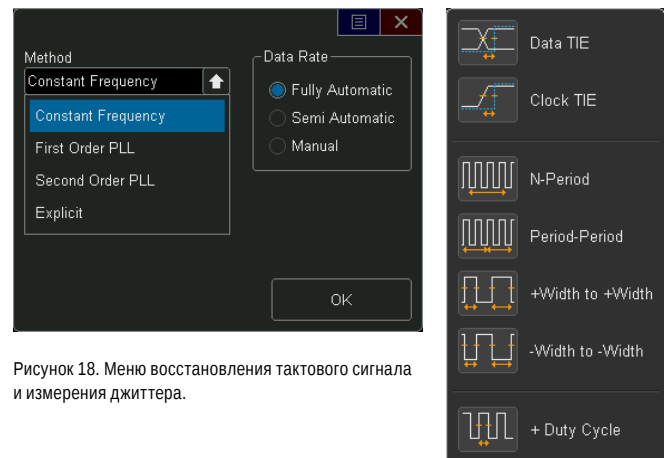 Method
Constant Frequency
Constant Frequency
First Order PLL
Second Order PLL
Explicit
Data Rate
Fully Automatic
Semi Automatic
Manual
OK
Рисунок 18. Меню восстановления тактового сигнала
и измерения джиттера.
Data TIE
Clock TIE
N-Period
Period-Period
+Width to +Width
-Width to -Width
+ Duty Cycle